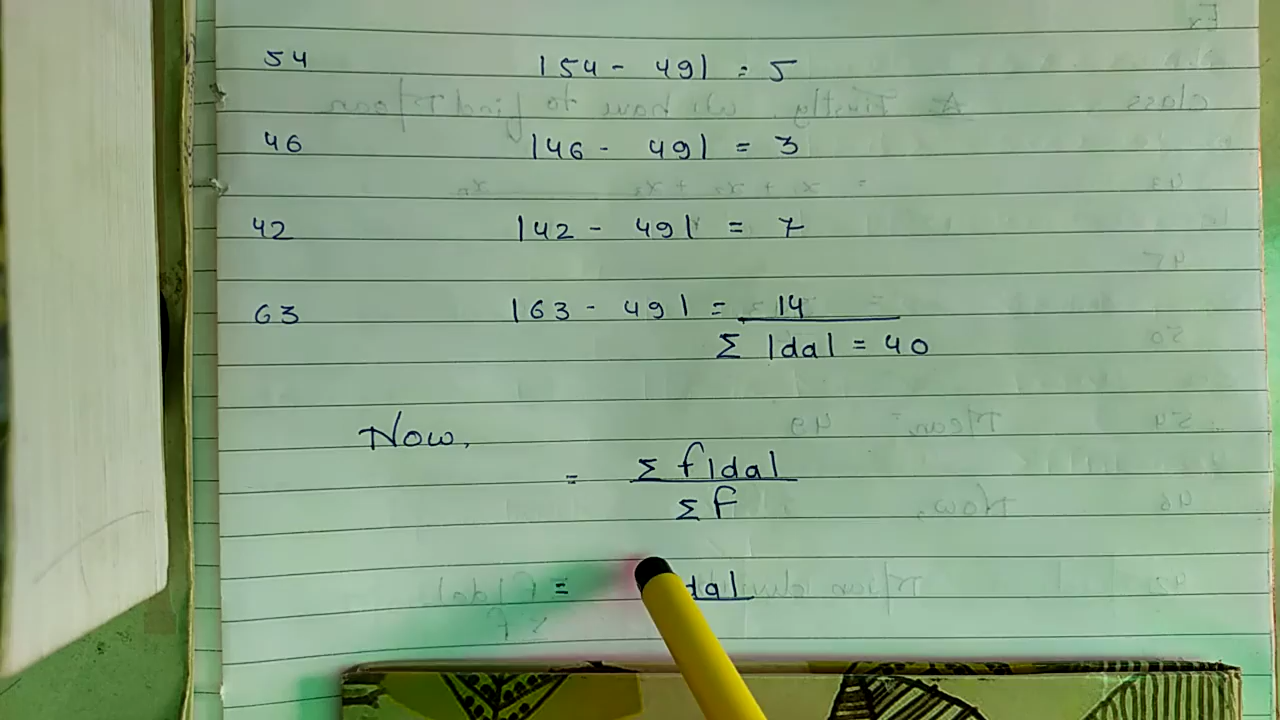 54 |54 - 49| = 5
46 |46 - 49| = 3
42 |42 - 49| = 7
63 |63 - 49| = 14
Σ |da| = 40
Now,
= Σ f|da|
Σ f
= da|